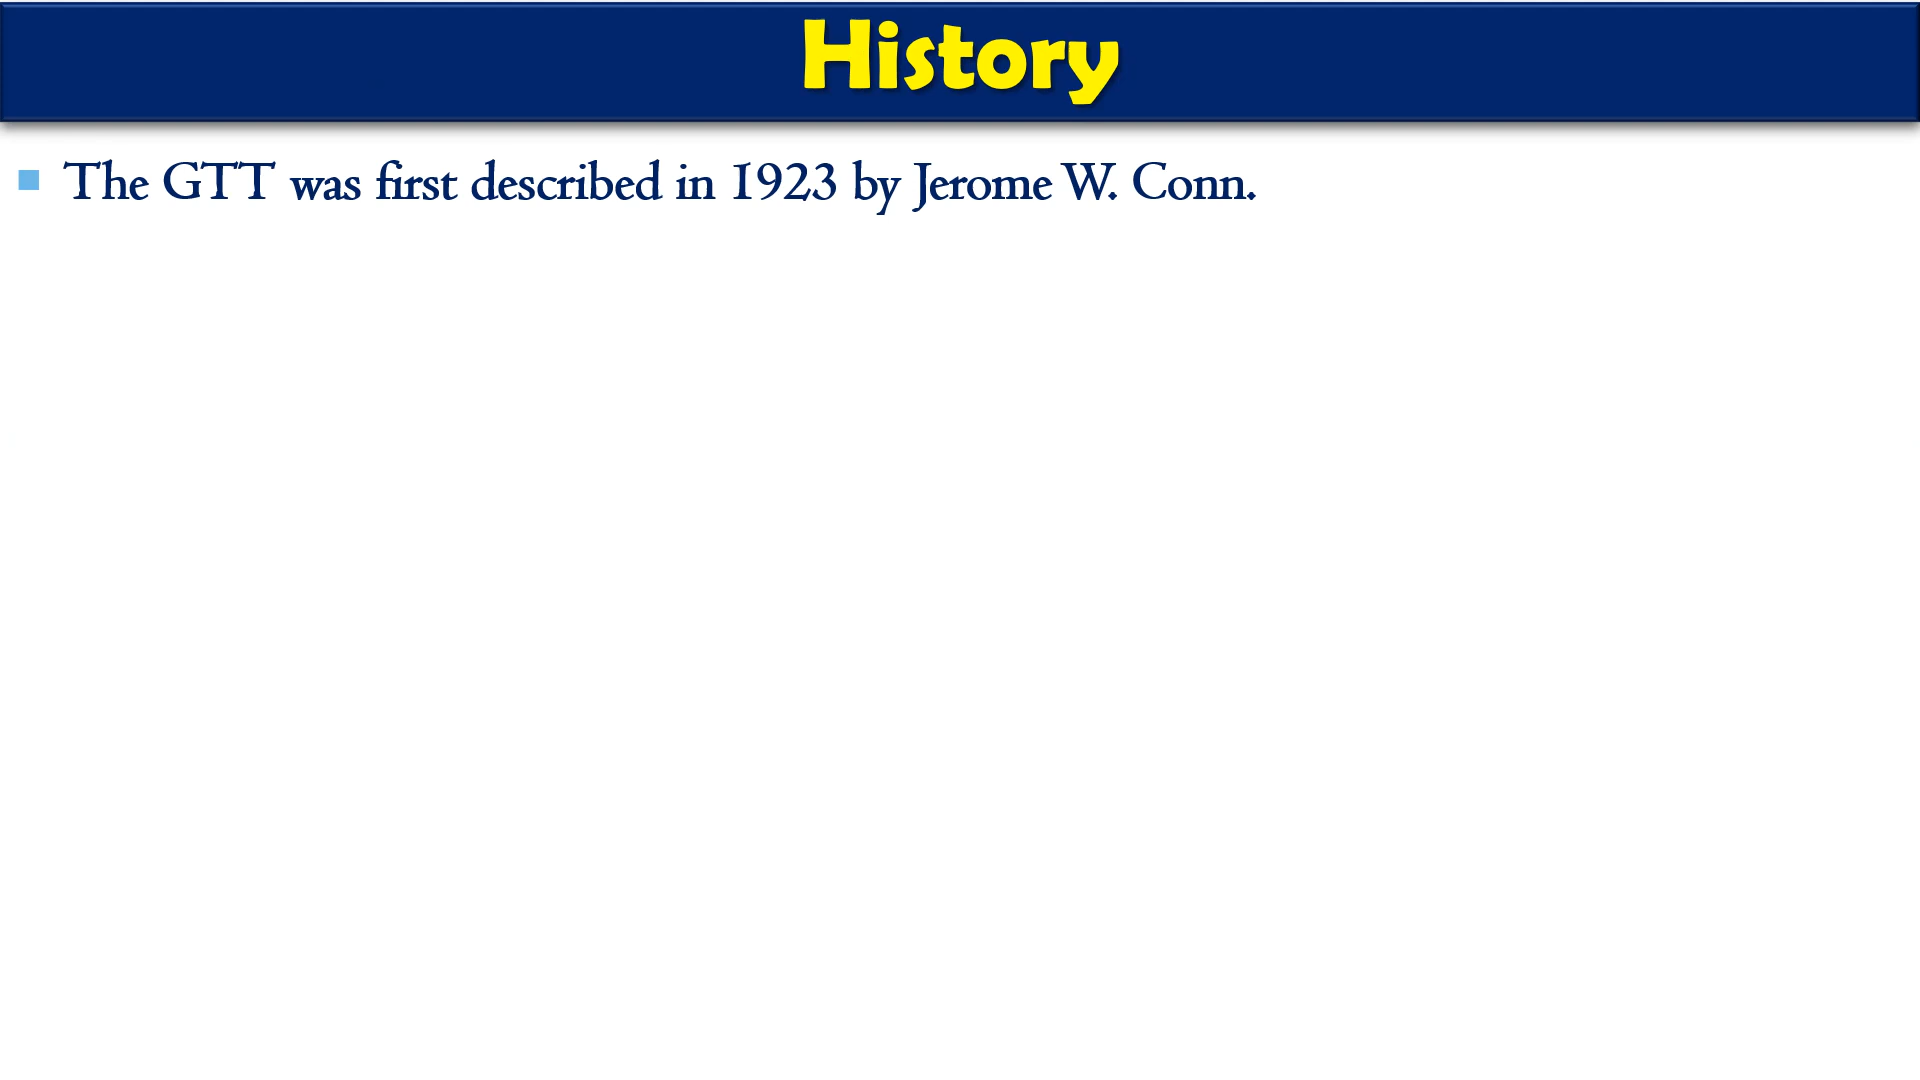 History
The GTT was first described in 1923 by Jerome W. Conn.